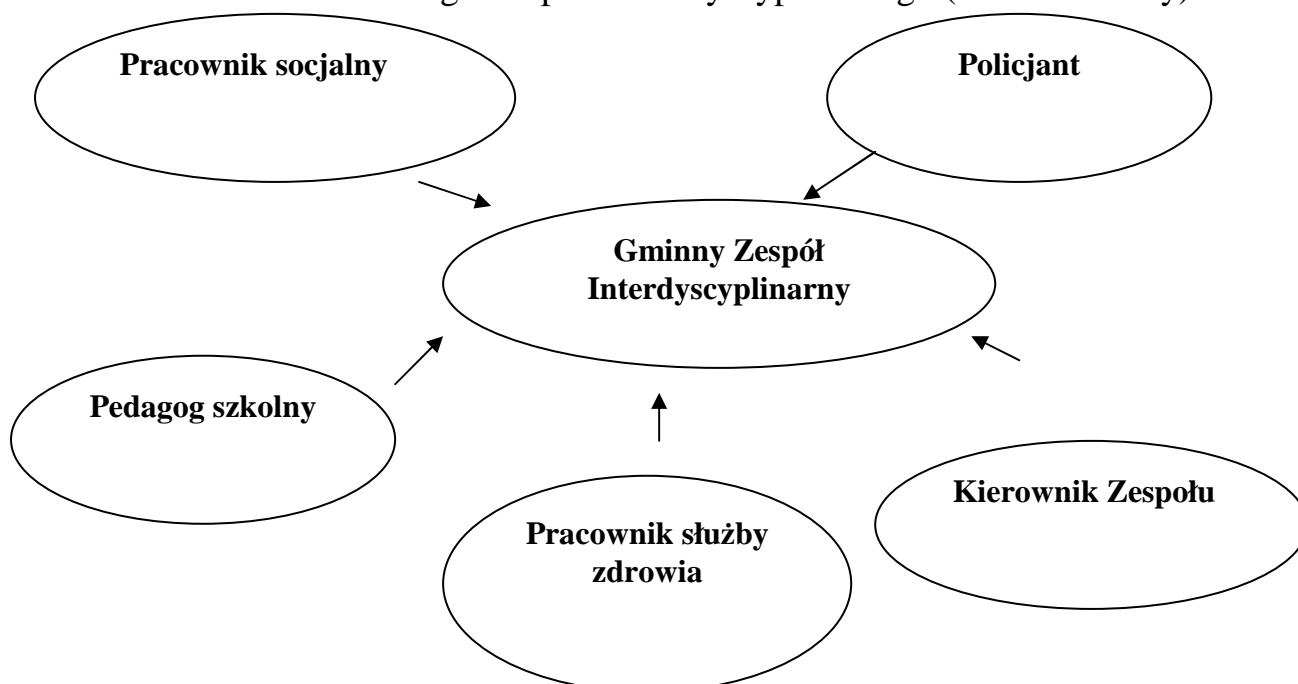 Pracownik socjalny
Policjant
Gminny Zespół
Interdyscyplinarny
Pedagog szkolny
Kierownik Zespołu
Pracownik służby
zdrowia